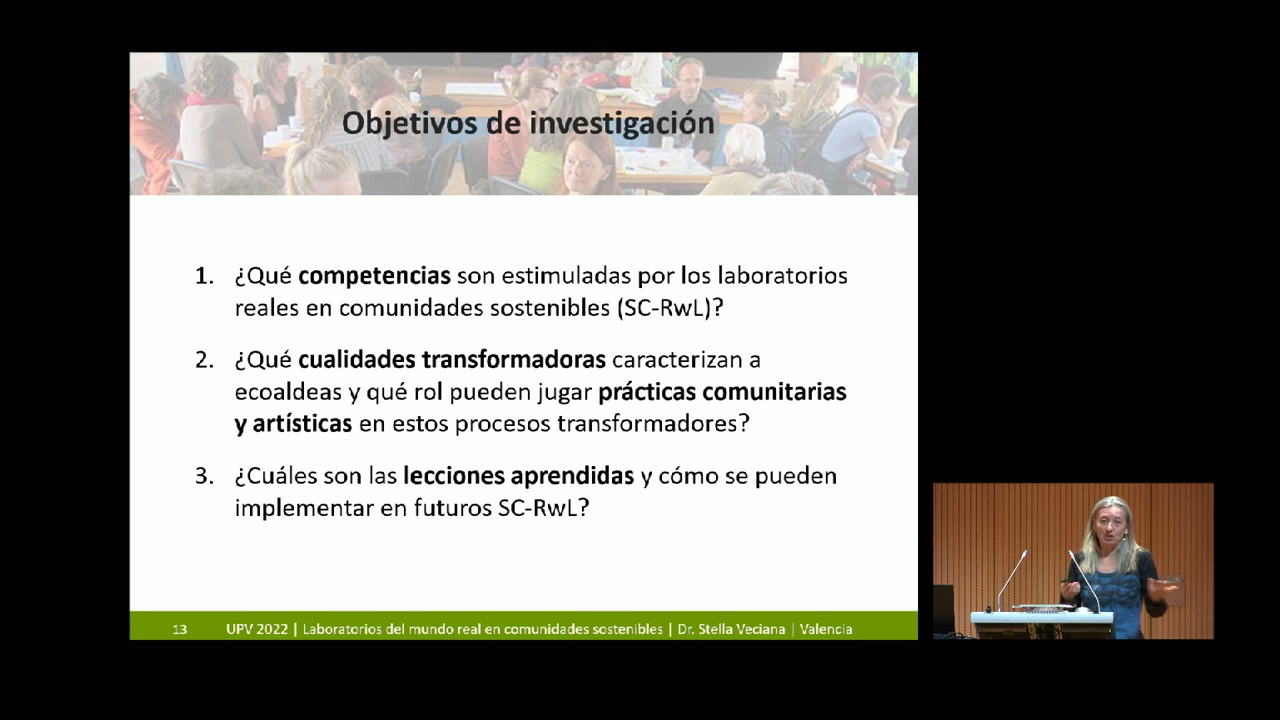 Objetivos de investigación
1. ¿Qué competencias son estimuladas por los laboratorios
reales en comunidades sostenibles (SC-RwL)?
2. ¿Qué cualidades transformadoras caracterizan a
ecoaldeas y qué rol pueden jugar prácticas comunitarias
y artísticas en estos procesos transformadores?
3. ¿Cuáles son las lecciones aprendidas y cómo se pueden
implementar en futuros SC-RwL?
13 UPV 2022 | Laboratorios del mundo real en comunidades sostenibles | Dr. Stella Veciana | Valencia